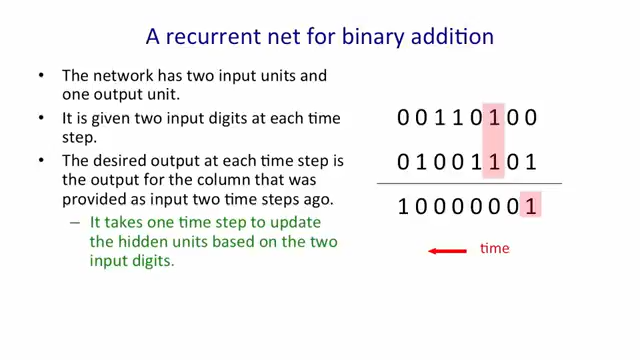 A recurrent net for binary addition
• The network has two input units and
one output unit.
• It is given two input digits at each time
step.
• The desired output at each time step is
the output for the column that was
provided as input two time steps ago.
– It takes one time step to update
the hidden units based on the two
input digits.
0 0 1 1 0 1 0 0
0 1 0 0 1 1 0 1
1 0 0 0 0 0 0 1
time